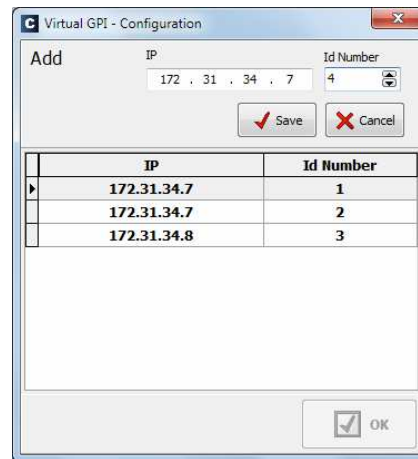 C Virtual GPI - Configuration
Add
IP
Id Number
172 . 31 . 34 . 7
4
Save
Cancel
IP Id Number
172.31.34.7 1
172.31.34.7 2
172.31.34.8 3
OK